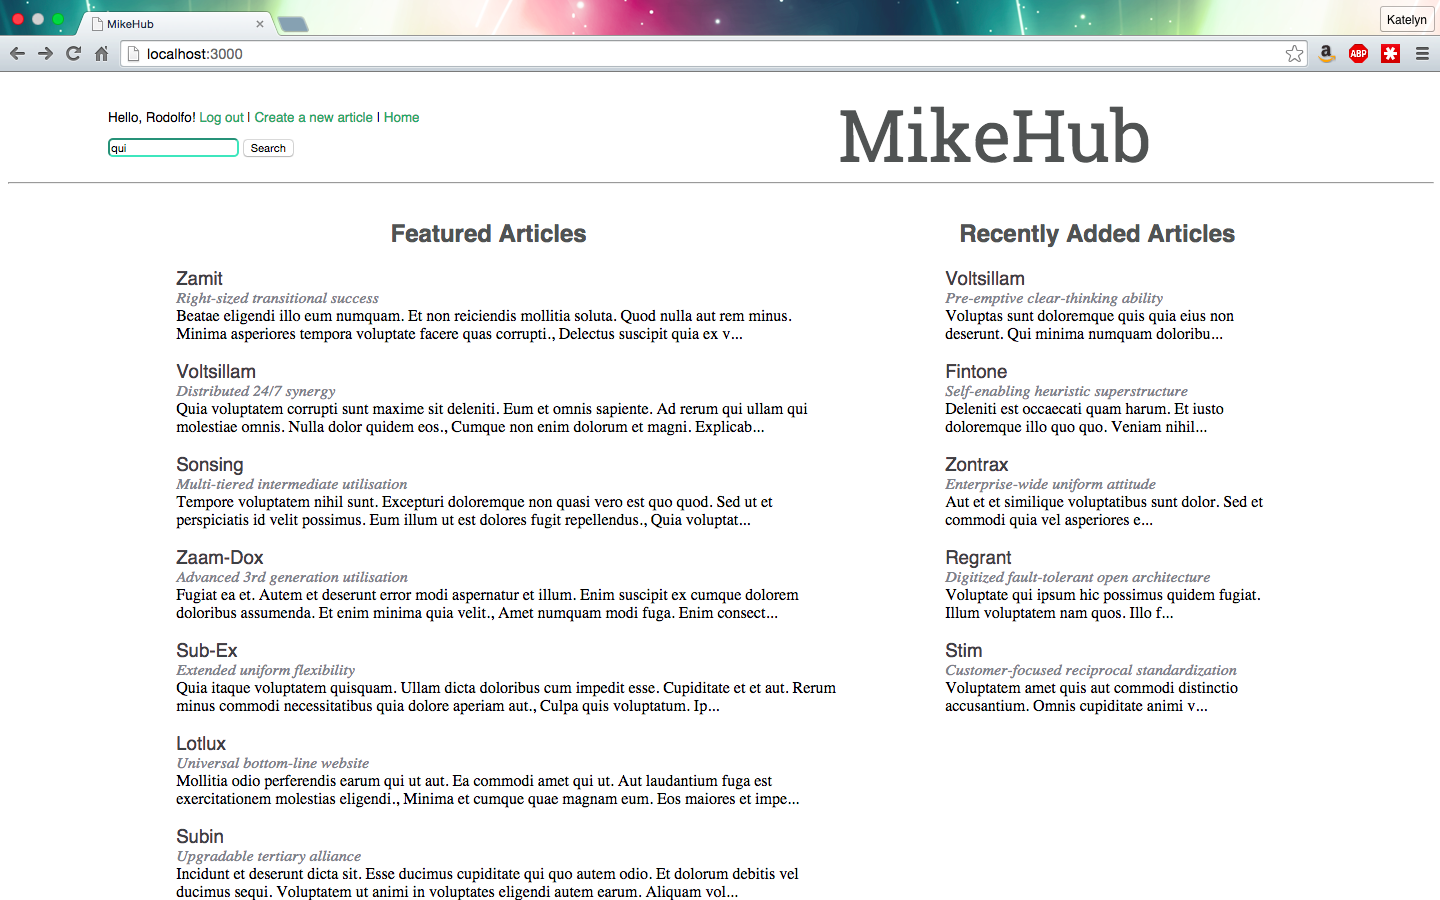 MikeHub
Katelyn
localhost:3000
ABP
Hello, Rodolfo! Log out | Create a new article | Home
qui Search
MikeHub
Featured Articles
Zamit
Right-sized transitional success
Beatae eligendi illo eum numquam. Et non reiciendis mollitia soluta. Quod nulla aut rem minus.
Minima asperiores tempora voluptate facere quas corrupti., Delectus suscipit quia ex v...
Voltsillam
Distributed 24/7 synergy
Quia voluptatem corrupti sunt maxime sit deleniti. Eum et omnis sapiente. Ad rerum qui ullam qui
molestiae omnis. Nulla dolor quidem eos., Cumque non enim dolorum et magni. Explicab...
Sonsing
Multi-tiered intermediate utilisation
Tempore voluptatem nihil sunt. Excepturi doloremque non quasi vero est quo quod. Sed ut et
perspiciatis id velit possimus. Eum illum ut est dolores fugit repellendus., Quia voluptat...
Zaam-Dox
Advanced 3rd generation utilisation
Fugiat ea et. Autem et deserunt error modi aspernatur et illum. Enim suscipit ex cumque dolorem
doloribus assumenda. Et enim minima quia velit., Amet numquam modi fuga. Enim consect...
Sub-Ex
Extended uniform flexibility
Quia itaque voluptatem quisquam. Ullam dicta doloribus cum impedit esse. Cupiditate et et aut. Rerum
minus commodi necessitatibus quia dolore aperiam aut., Culpa quis voluptatum. Ip...
Lotlux
Universal bottom-line website
Mollitia odio perferendis earum qui ut aut. Ea commodi amet qui ut. Aut laudantium fuga est
exercitationem molestias eligendi., Minima et cumque quae magnam eum. Eos maiores et impe...
Subin
Upgradable tertiary alliance
Incidunt et deserunt dicta sit. Esse ducimus cupiditate qui quo autem odio. Et dolorum debitis vel
ducimus sequi. Voluptatem ut animi in voluptates eligendi autem earum. Aliquam vol...
Recently Added Articles
Voltsillam
Pre-emptive clear-thinking ability
Voluptas sunt doloremque quis quia eius non
deserunt. Qui minima numquam doloribu...
Fintone
Self-enabling heuristic superstructure
Deleniti est occaecati quam harum. Et iusto
doloremque illo quo quo. Veniam nihil...
Zontrax
Enterprise-wide uniform attitude
Aut et et similique voluptatibus sunt dolor. Sed et
commodi quia vel asperiores e...
Regrant
Digitized fault-tolerant open architecture
Voluptate qui ipsum hic possimus quidem fugiat.
Illum voluptatem nam quos. Illo f...
Stim
Customer-focused reciprocal standardization
Voluptatem amet quis aut commodi distinctio
accusantium. Omnis cupiditate animi v...